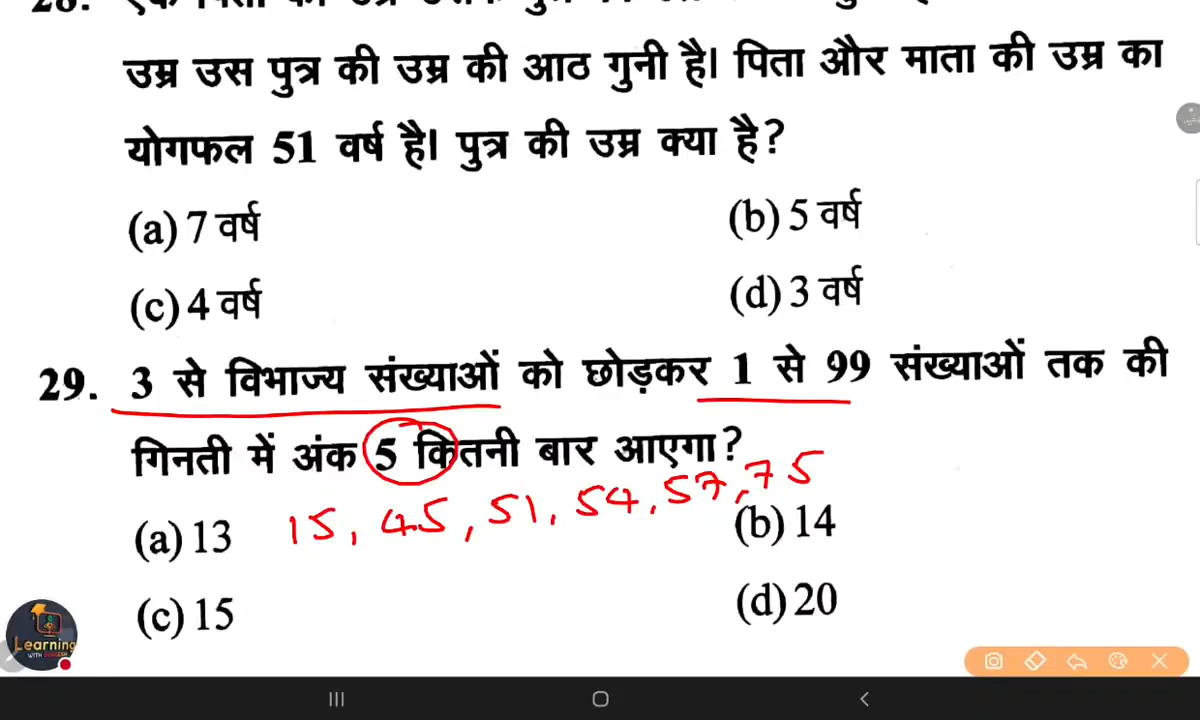 उम्र उस पुत्र की उम्र की आठ गुनी है। पिता और माता की उम्र का
योगफल 51 वर्ष है। पुत्र की उम्र क्या है?
(a) 7 वर्ष (b) 5 वर्ष
(c) 4 वर्ष (d) 3 वर्ष
29. 3 से विभाज्य संख्याओं को छोड़कर 1 से 99 संख्याओं तक की
गिनती में अंक 5 कितनी बार आएगा?
15, 45, 51, 54, 57, 75
(a) 13 (b) 14
(c) 15 (d) 20
Learning